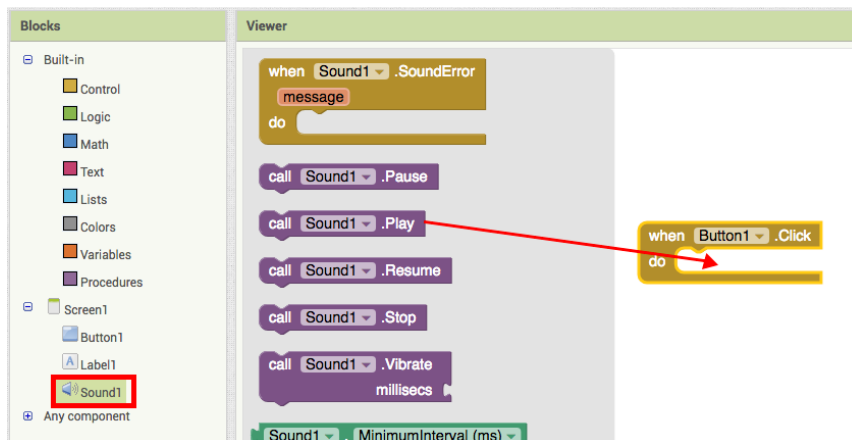 Blocks
Built-in
Control
Logic
Math
Text
Lists
Colors
Variables
Procedures
Screen1
Button1
A Label1
Sound1
Any component
Viewer
when Sound1 .SoundError
message
do
call Sound1 .Pause
call Sound1 .Play
call Sound1 .Resume
call Sound1 .Stop
call Sound1 .Vibrate
millisecs
Sound1 . MinimumInterval (ms)
when Button1 .Click
do